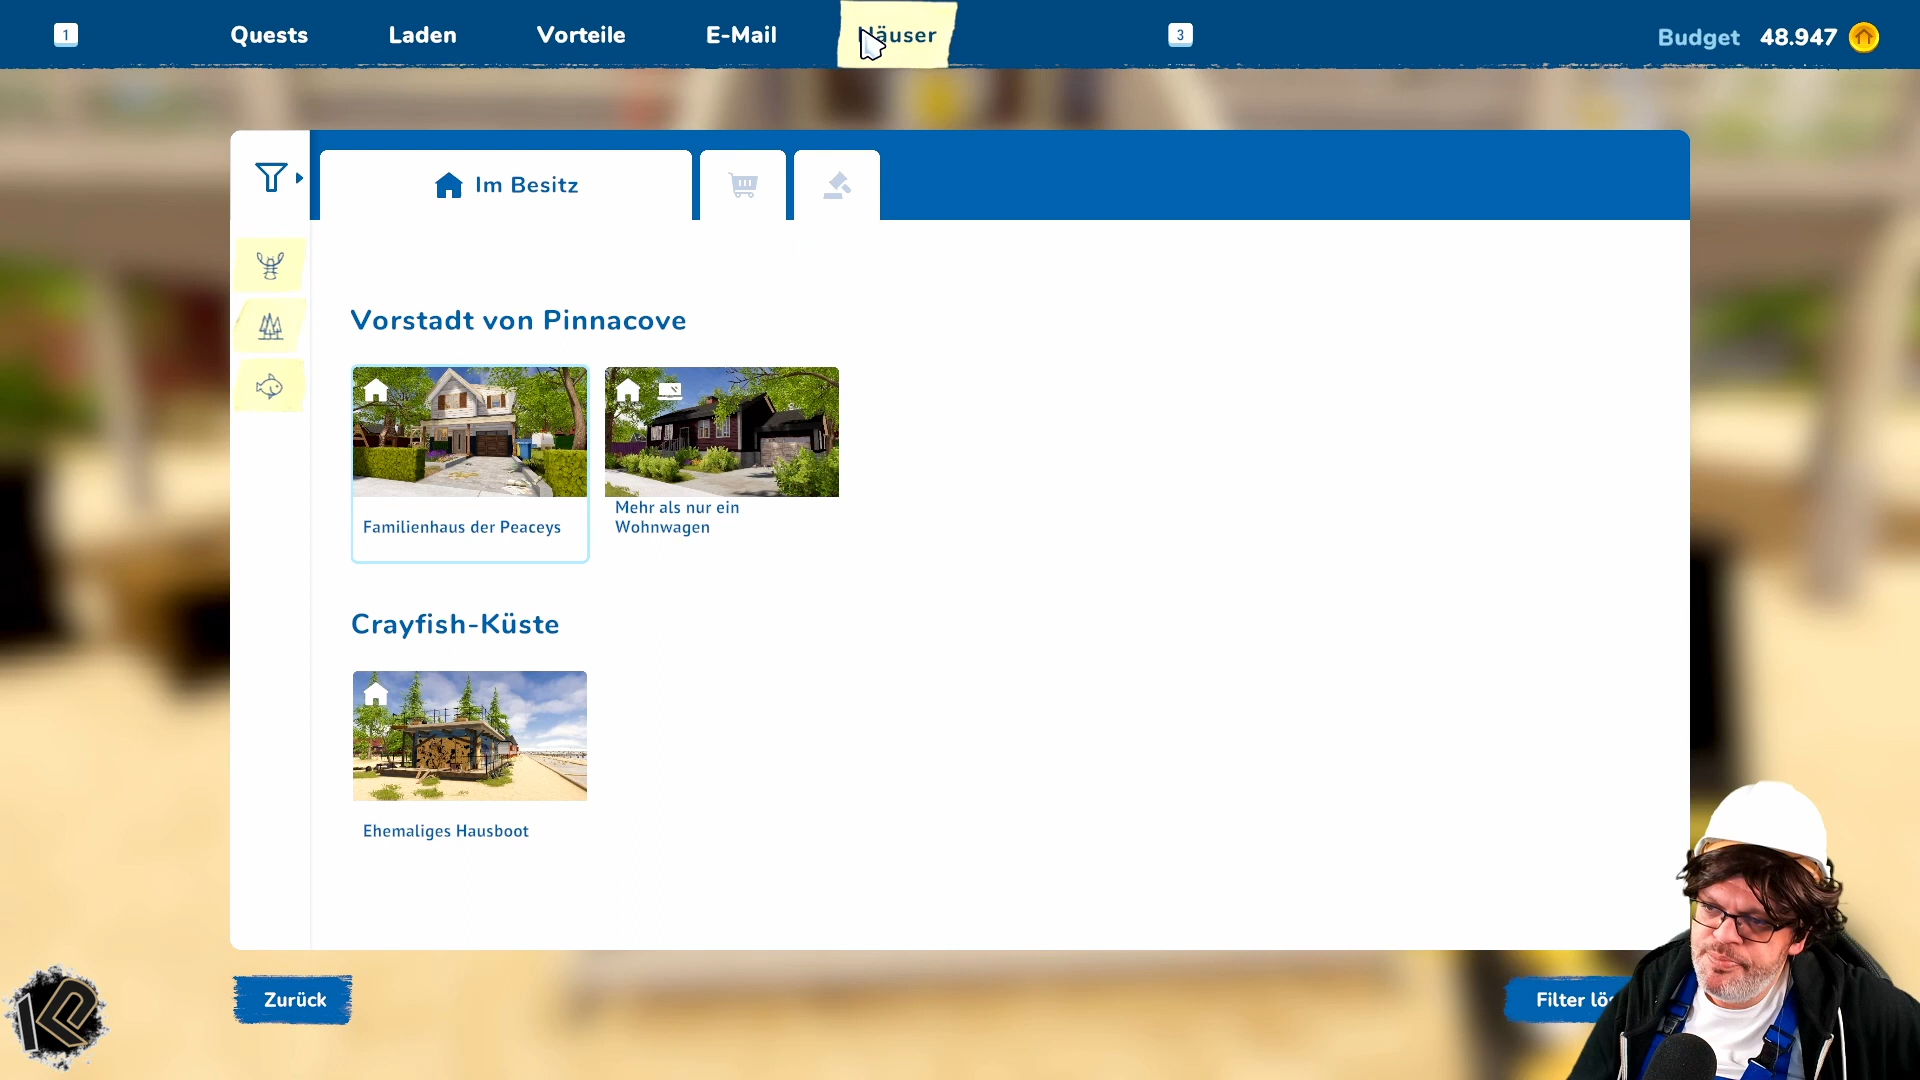 1
Quests
Laden
Vorteile
E-Mail
Häuser
3
Budget 48.947
Im Besitz
Vorstadt von Pinnacove
Familienhaus der Peaceys
Mehr als nur ein
Wohnwagen
Crayfish-Küste
Ehemaliges Hausboot
Zurück
Filter